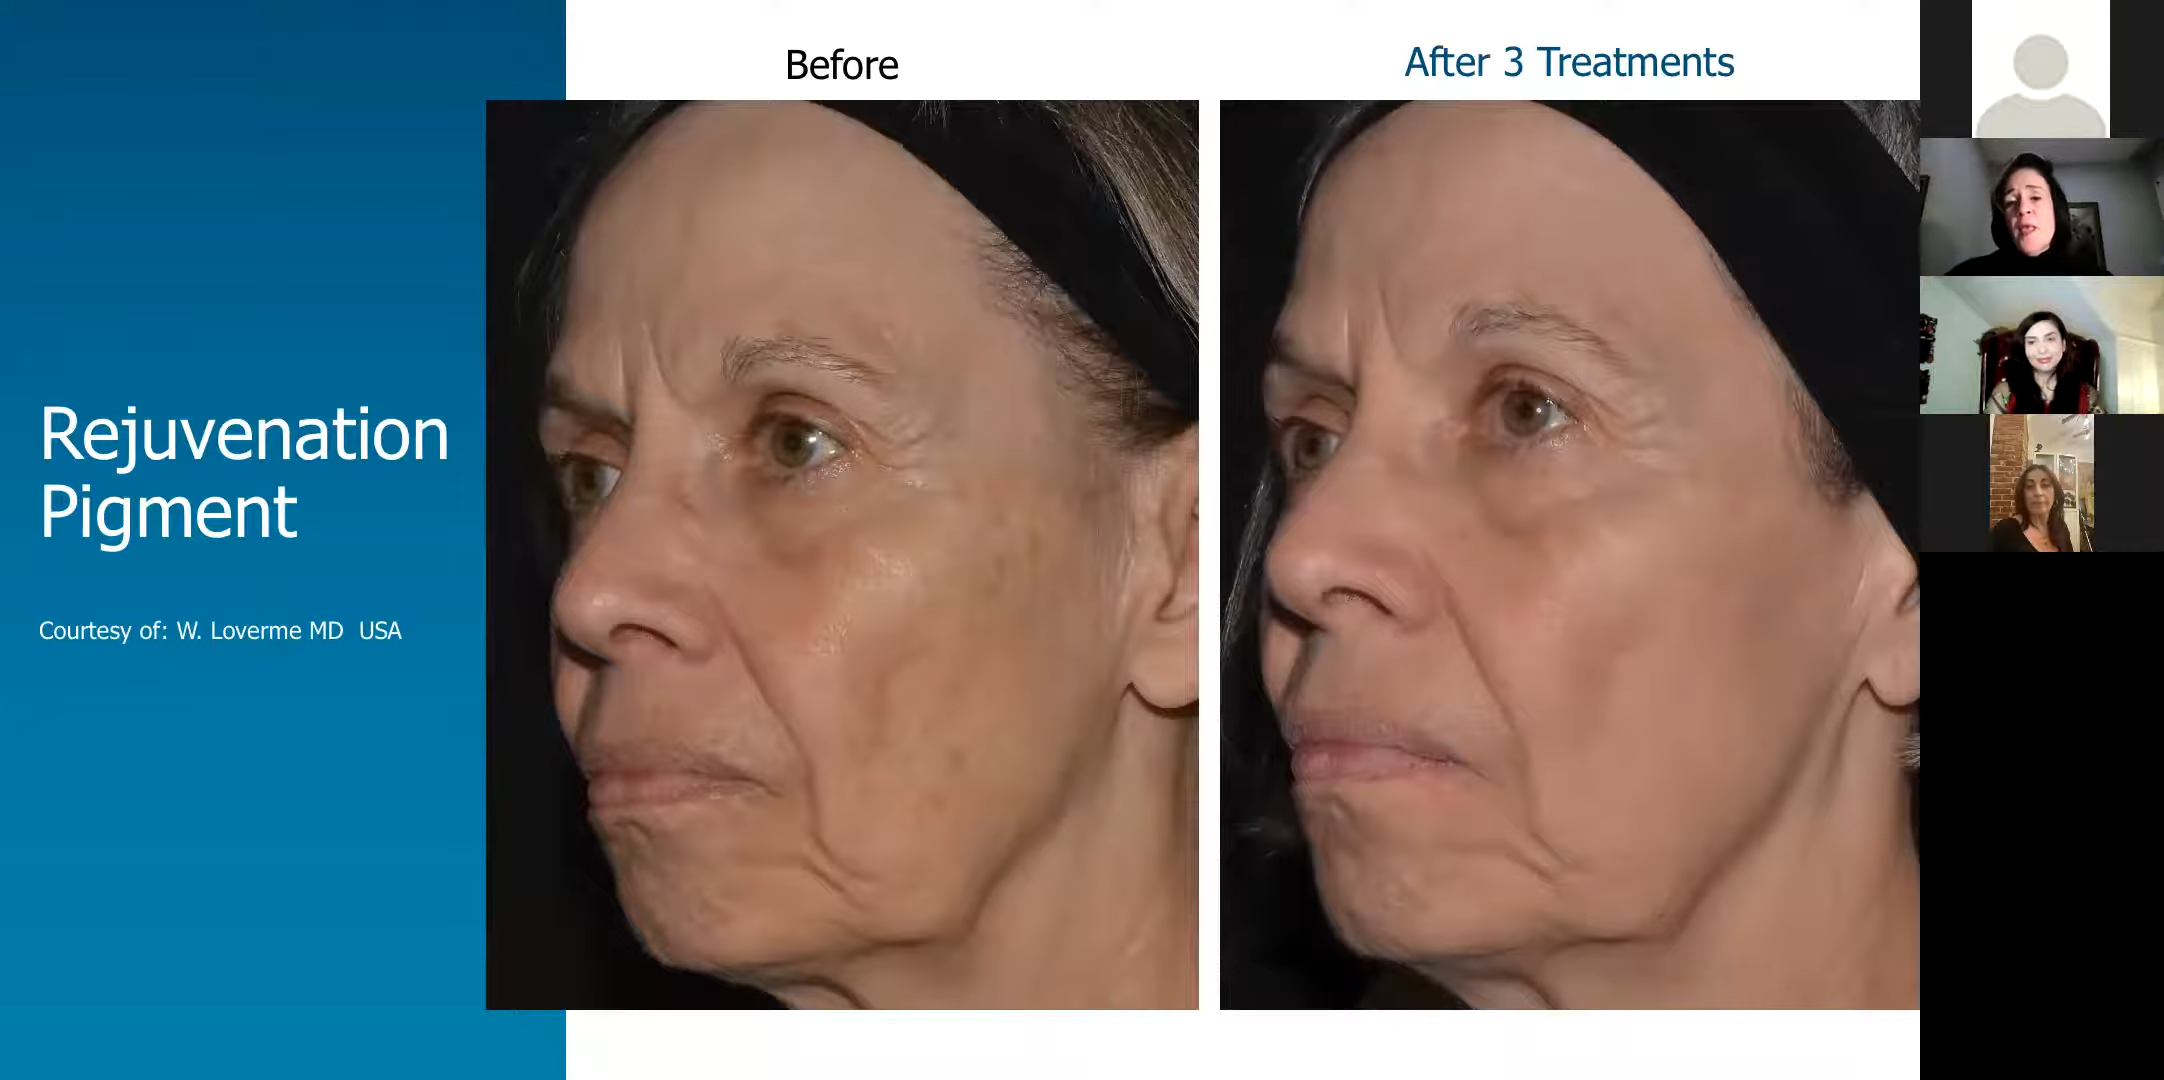 Before
After 3 Treatments
Rejuvenation
Pigment
Courtesy of: W. Loverme MD  USA